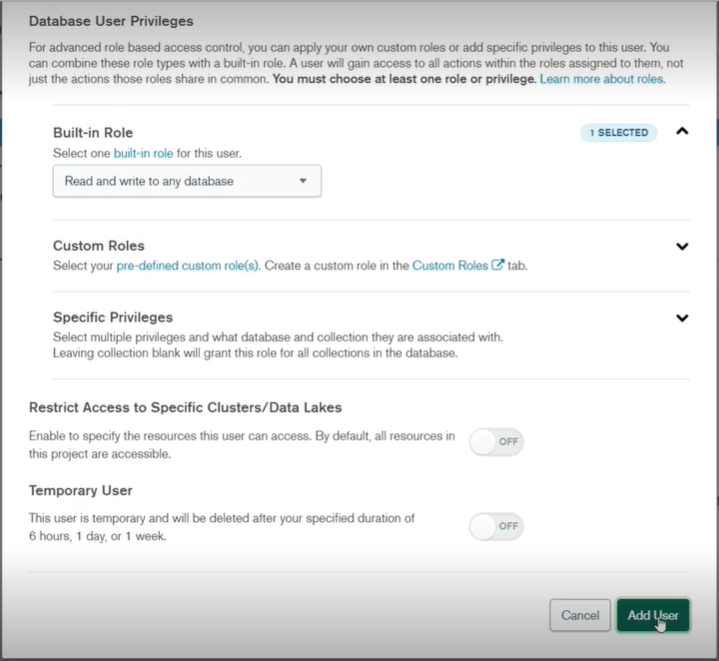 Database User Privileges
For advanced role based access control, you can apply your own custom roles or add specific privileges to this user. You
can combine these role types with a built-in role. A user will gain access to all actions within the roles assigned to them, not
just the actions those roles share in common. You must choose at least one role or privilege. Learn more about roles.
Built-in Role
1 SELECTED
Select one built-in role for this user.
Read and write to any database
Custom Roles
Select your pre-defined custom role(s). Create a custom role in the Custom Roles tab.
Specific Privileges
Select multiple privileges and what database and collection they are associated with.
Leaving collection blank will grant this role for all collections in the database.
Restrict Access to Specific Clusters/Data Lakes
Enable to specify the resources this user can access. By default, all resources in
this project are accessible.
OFF
Temporary User
This user is temporary and will be deleted after your specified duration of
6 hours, 1 day, or 1 week.
OFF
Cancel
Add User